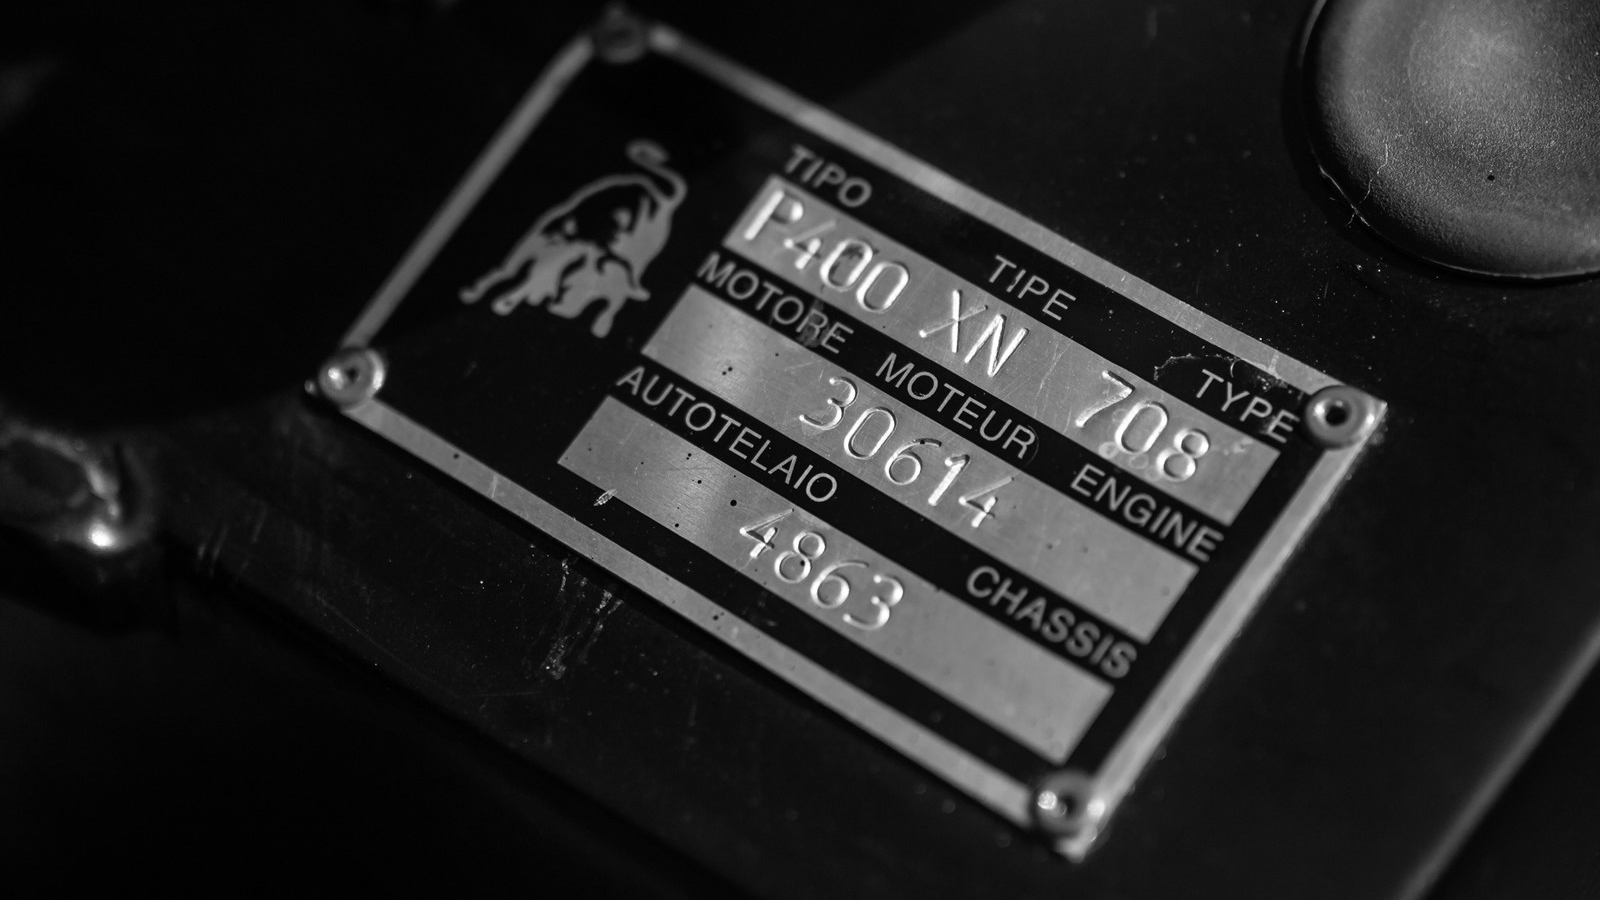 TIPO TIPE TYPE
P400 XN 708
MOTORE MOTEUR ENGINE
30614
AUTOTELAIO CHASSIS
4863